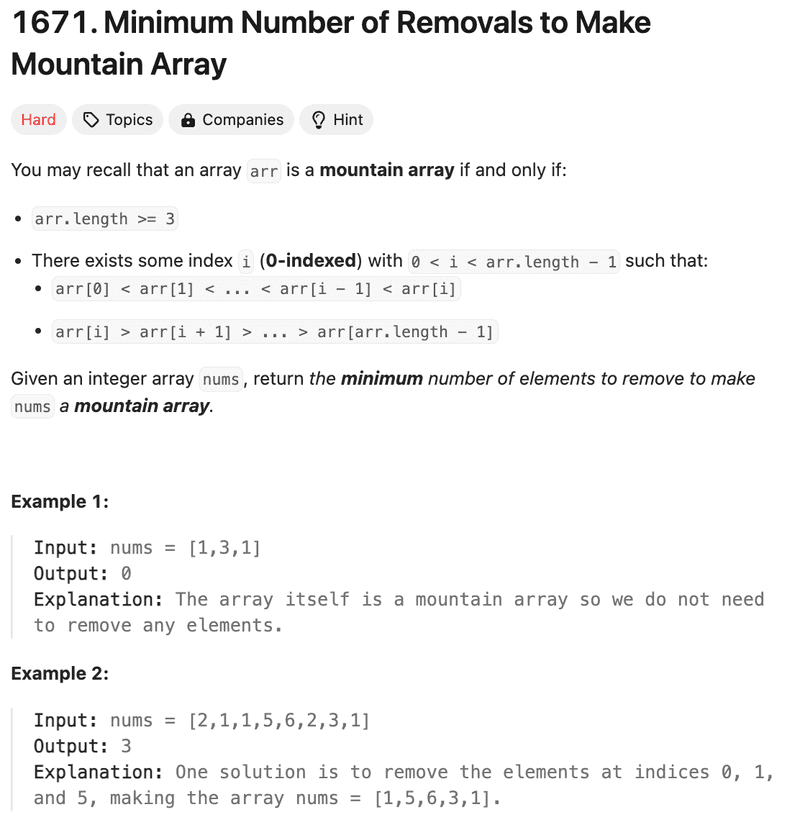 1671. Minimum Number of Removals to Make
Mountain Array
Hard Topics Companies Hint
You may recall that an array arr is a mountain array if and only if:
• arr.length >= 3
• There exists some index i (0-indexed) with 0 < i < arr.length - 1 such that:
• arr[0] < arr[1] < ... < arr[i - 1] < arr[i]
• arr[i] > arr[i + 1] > ... > arr[arr.length - 1]
Given an integer array nums, return the minimum number of elements to remove to make
nums a mountain array.
Example 1:
Input: nums = [1,3,1]
Output: 0
Explanation: The array itself is a mountain array so we do not need
to remove any elements.
Example 2:
Input: nums = [2,1,1,5,6,2,3,1]
Output: 3
Explanation: One solution is to remove the elements at indices 0, 1,
and 5, making the array nums = [1,5,6,3,1].